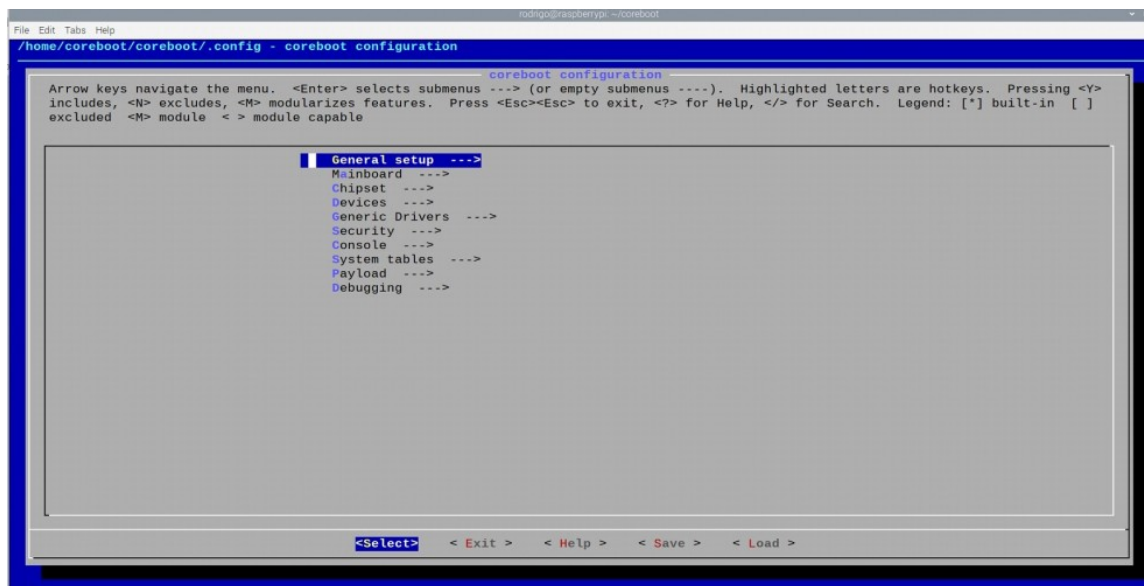 rodrigo@raspberrypi: ~/coreboot
File Edit Tabs Help
/home/coreboot/coreboot/.config - coreboot configuration
coreboot configuration
Arrow keys navigate the menu. <Enter> selects submenus ---> (or empty submenus ----). Highlighted letters are hotkeys. Pressing <Y>
includes, <N> excludes, <M> modularizes features. Press <Esc><Esc> to exit, <?> for Help, </> for Search. Legend: [*] built-in [ ]
excluded <M> module < > module capable
General setup --->
Mainboard --->
Chipset --->
Devices --->
Generic Drivers --->
Security --->
Console --->
System tables --->
Payload --->
Debugging --->
<Select> < Exit > < Help > < Save > < Load >